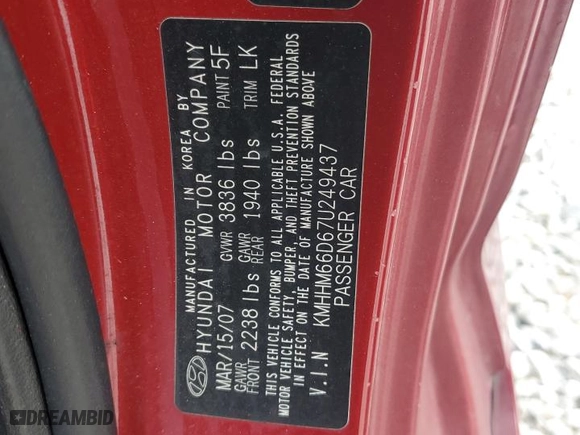 MANUFACTURED IN KOREA BY
HYUNDAI MOTOR COMPANY
MAR/15/07 GVWR 3836 lbs PAINT 5F
GAWR FRONT 2238 lbs GAWR REAR 1940 lbs TRIM LK
THIS VEHICLE CONFORMS TO ALL APPLICABLE U.S.A. FEDERAL
MOTOR VEHICLE SAFETY, BUMPER, AND THEFT PREVENTION STANDARDS
IN EFFECT ON THE DATE OF MANUFACTURE SHOWN ABOVE
V.I.N KMHHM66D67U249437
PASSENGER CAR
DREAMBID